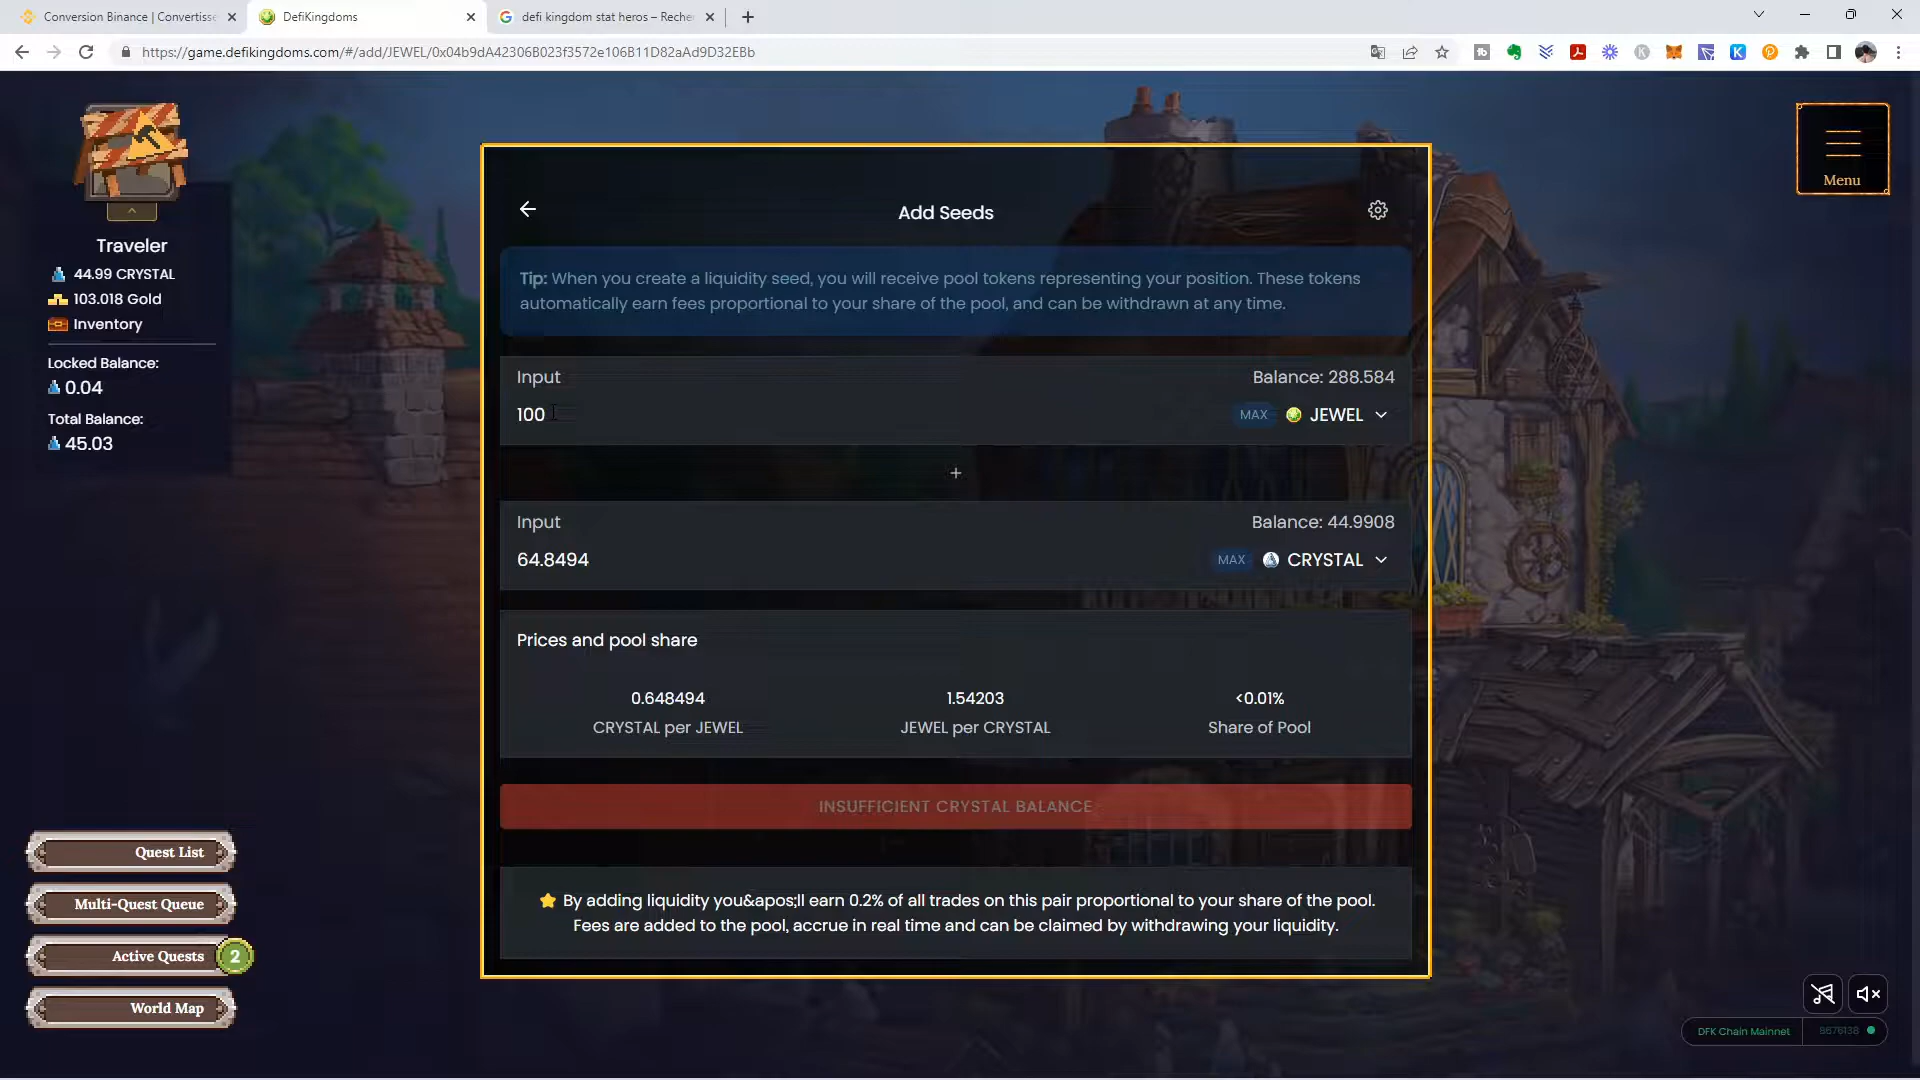 Conversion Binance | Convertisse
DefiKingdoms
defi kingdom stat heros – Recher
https://game.defikingdoms.com/#/add/JEWEL/0x04b9dA42306B023f3572e106B11D82aAd9D32EBb
Menu
Traveler
44.99 CRYSTAL
103.018 Gold
Inventory
Locked Balance:
0.04
Total Balance:
45.03
Add Seeds
Tip: When you create a liquidity seed, you will receive pool tokens representing your position. These tokens
automatically earn fees proportional to your share of the pool, and can be withdrawn at any time.
Input
Balance: 288.584
100
MAX
JEWEL
+
Input
Balance: 44.9908
64.8494
MAX
CRYSTAL
Prices and pool share
0.648494
1.54203
<0.01%
CRYSTAL per JEWEL
JEWEL per CRYSTAL
Share of Pool
INSUFFICIENT CRYSTAL BALANCE
By adding liquidity you&apos;ll earn 0.2% of all trades on this pair proportional to your share of the pool.
Fees are added to the pool, accrue in real time and can be claimed by withdrawing your liquidity.
Quest List
Multi-Quest Queue
Active Quests
2
World Map
DFK Chain Mainnet